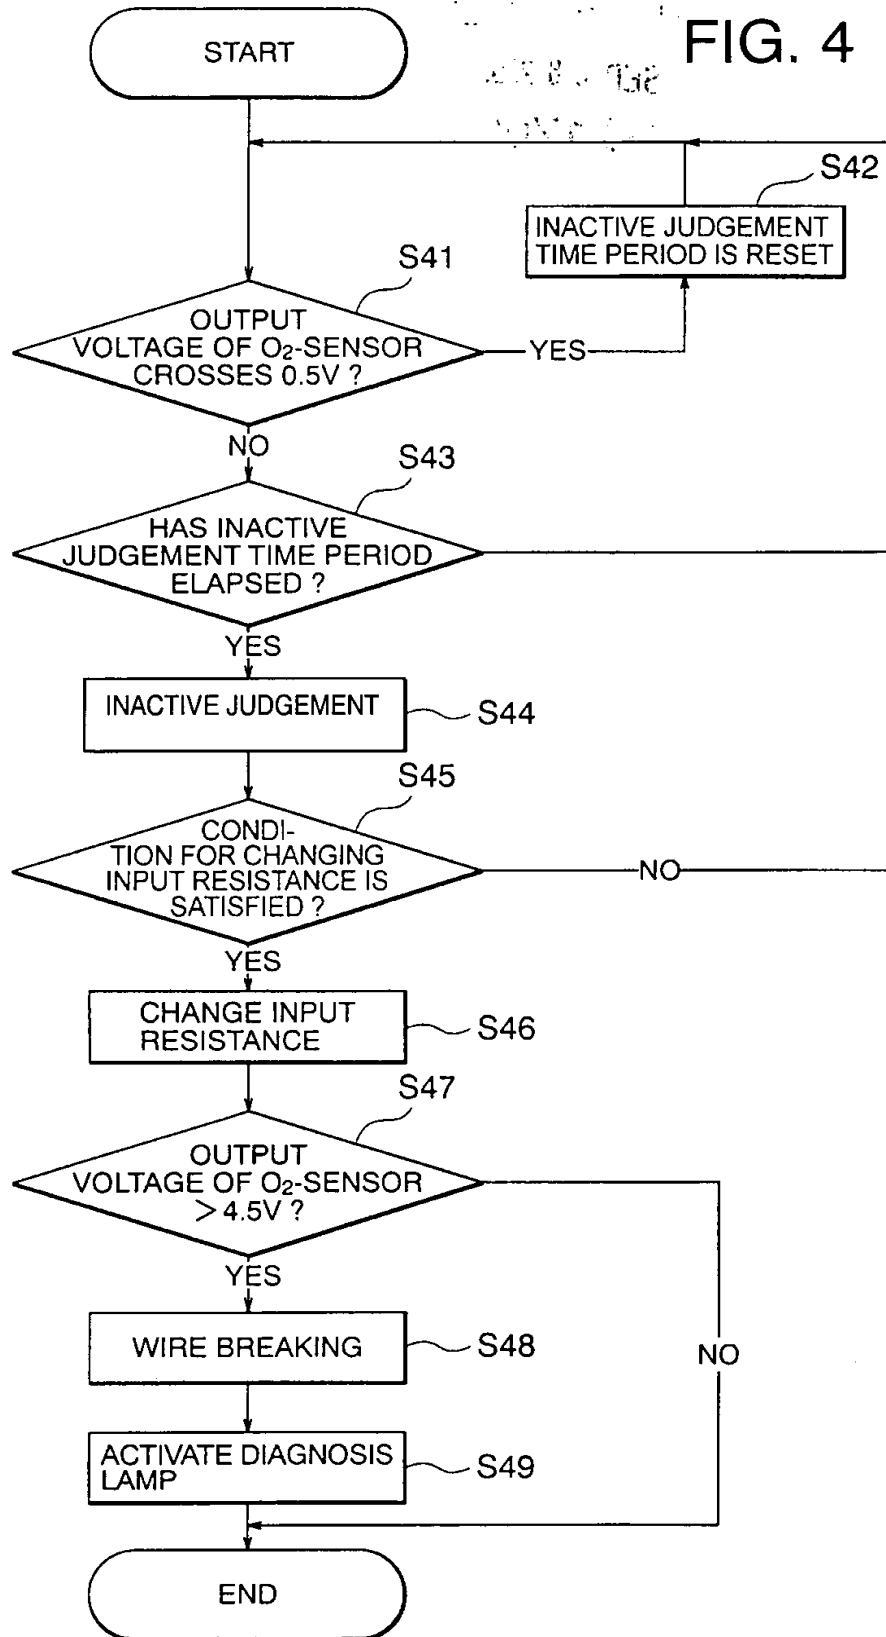 FIG. 4
START
S42
INACTIVE JUDGEMENT
TIME PERIOD IS RESET
S41
OUTPUT
VOLTAGE OF O₂-SENSOR
CROSSES 0.5V ?
YES
NO
S43
HAS INACTIVE
JUDGEMENT TIME PERIOD
ELAPSED ?
YES
INACTIVE JUDGEMENT
S44
S45
CONDI-
TION FOR CHANGING
INPUT RESISTANCE IS
SATISFIED ?
NO
YES
CHANGE INPUT
RESISTANCE
S46
S47
OUTPUT
VOLTAGE OF O₂-SENSOR
> 4.5V ?
YES
WIRE BREAKING
S48
NO
ACTIVATE DIAGNOSIS
LAMP
S49
END